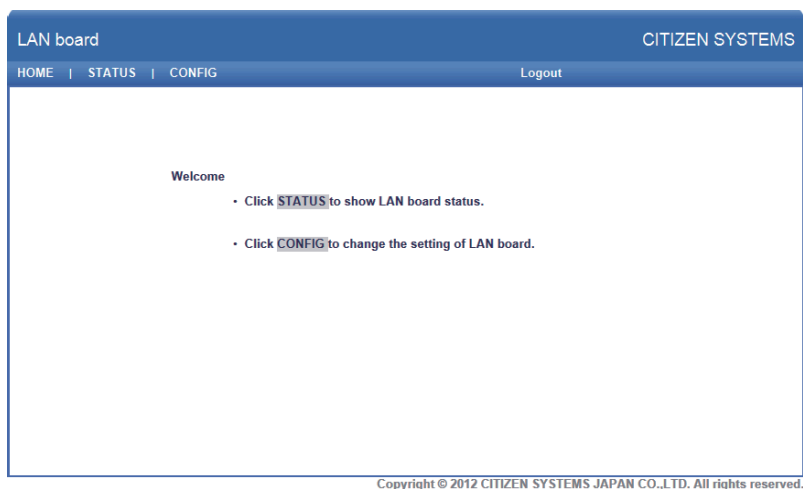 LAN board CITIZEN SYSTEMS
HOME | STATUS | CONFIG Logout
Welcome
• Click STATUS to show LAN board status.
• Click CONFIG to change the setting of LAN board.
Copyright © 2012 CITIZEN SYSTEMS JAPAN CO.,LTD. All rights reserved.